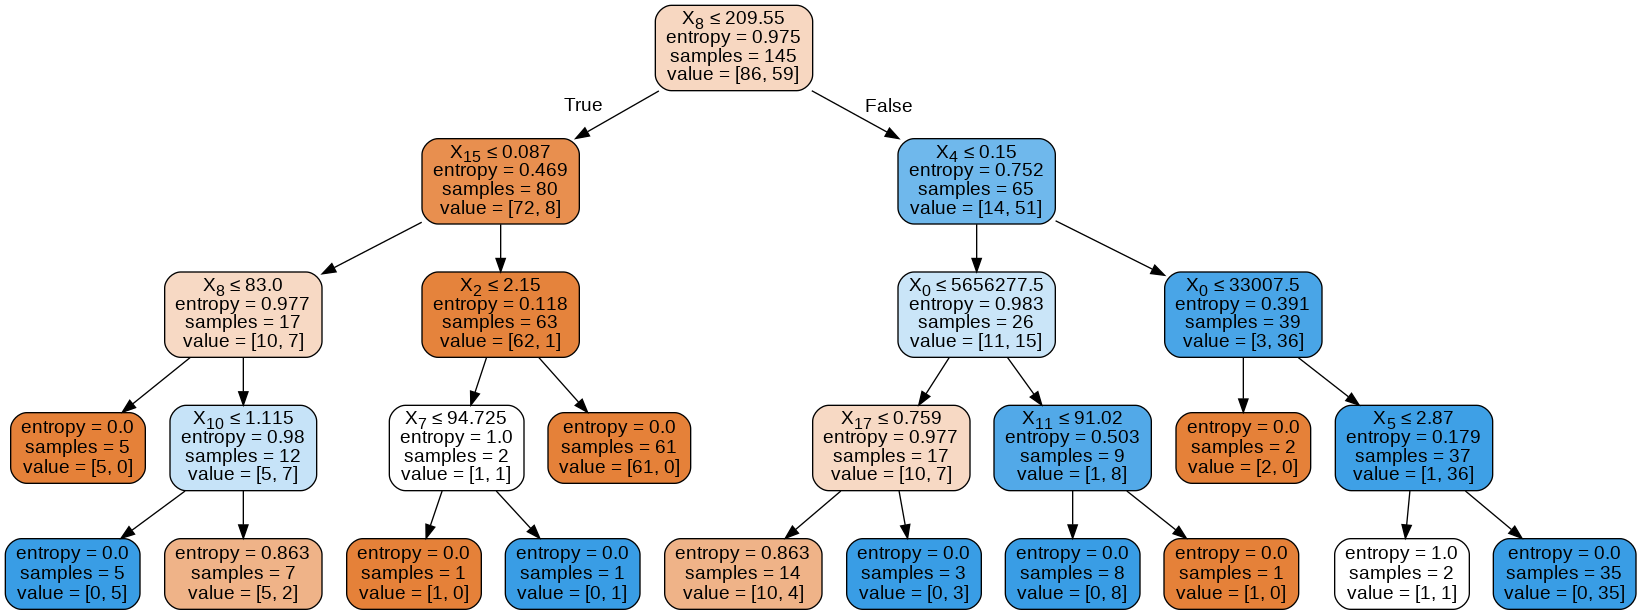 X8 ≤ 209.55
entropy = 0.975
samples = 145
value = [86, 59]
True
False
X15 ≤ 0.087
entropy = 0.469
samples = 80
value = [72, 8]
X4 ≤ 0.15
entropy = 0.752
samples = 65
value = [14, 51]
X8 ≤ 83.0
entropy = 0.977
samples = 17
value = [10, 7]
X2 ≤ 2.15
entropy = 0.118
samples = 63
value = [62, 1]
X0 ≤ 5656277.5
entropy = 0.983
samples = 26
value = [11, 15]
X0 ≤ 33007.5
entropy = 0.391
samples = 39
value = [3, 36]
entropy = 0.0
samples = 5
value = [5, 0]
X10 ≤ 1.115
entropy = 0.98
samples = 12
value = [5, 7]
X7 ≤ 94.725
entropy = 1.0
samples = 2
value = [1, 1]
entropy = 0.0
samples = 61
value = [61, 0]
X17 ≤ 0.759
entropy = 0.977
samples = 17
value = [10, 7]
X11 ≤ 91.02
entropy = 0.503
samples = 9
value = [1, 8]
entropy = 0.0
samples = 2
value = [2, 0]
X5 ≤ 2.87
entropy = 0.179
samples = 37
value = [1, 36]
entropy = 0.0
samples = 5
value = [0, 5]
entropy = 0.863
samples = 7
value = [5, 2]
entropy = 0.0
samples = 1
value = [1, 0]
entropy = 0.0
samples = 1
value = [0, 1]
entropy = 0.863
samples = 14
value = [10, 4]
entropy = 0.0
samples = 3
value = [0, 3]
entropy = 0.0
samples = 8
value = [0, 8]
entropy = 0.0
samples = 1
value = [1, 0]
entropy = 1.0
samples = 2
value = [1, 1]
entropy = 0.0
samples = 35
value = [0, 35]